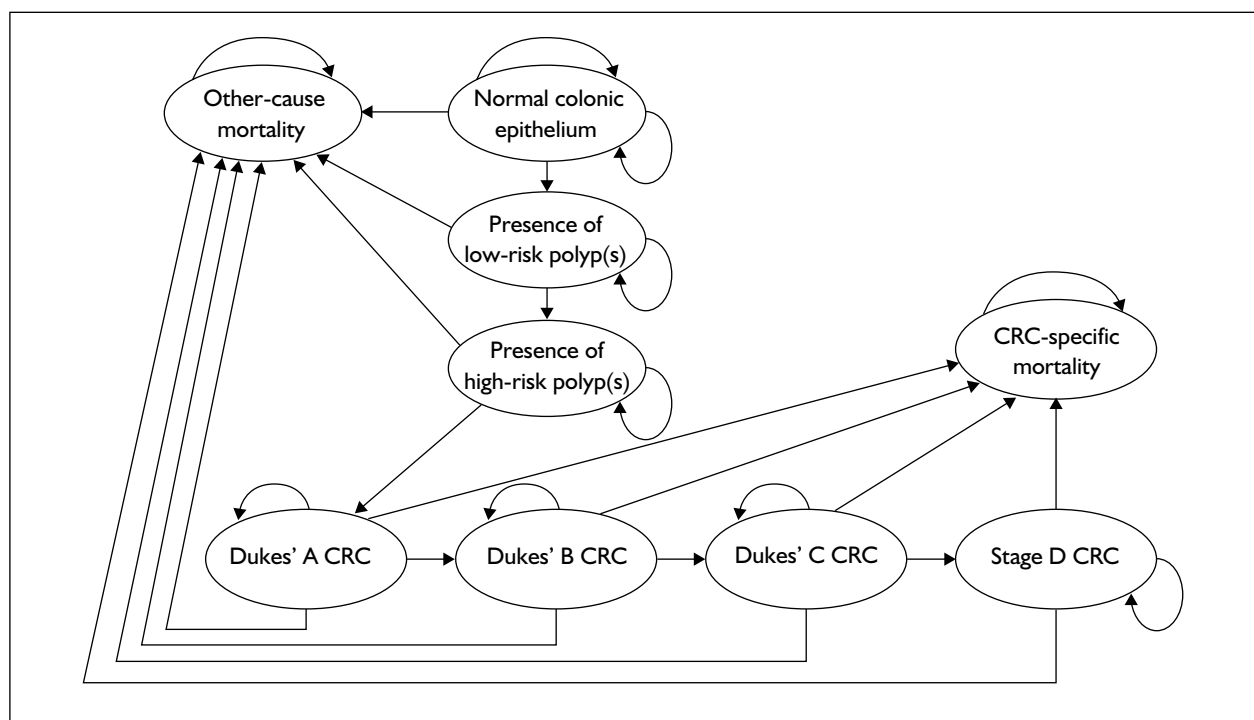 Other-cause
mortality
Normal colonic
epithelium
Presence of
low-risk polyp(s)
Presence of
high-risk polyp(s)
CRC-specific
mortality
Dukes’ A CRC
Dukes’ B CRC
Dukes’ C CRC
Stage D CRC